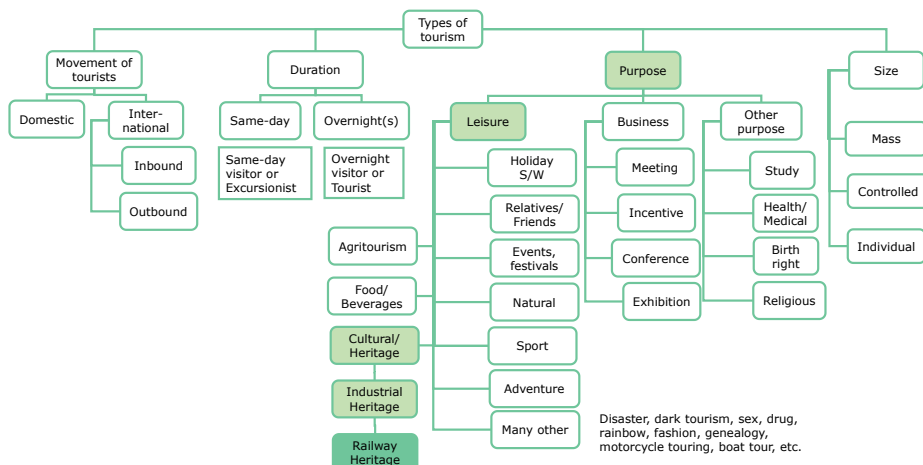 Types of
tourism
Movement of
tourists
Duration
Purpose
Size
Domestic
Inter-
national
Inbound
Outbound
Same-day
Overnight(s)
Same-day
visitor or
Excursionist
Overnight
visitor or
Tourist
Leisure
Business
Other
purpose
Holiday
S/W
Relatives/
Friends
Events,
festivals
Natural
Sport
Adventure
Many other
Agritourism
Food/
Beverages
Cultural/
Heritage
Industrial
Heritage
Railway
Heritage
Meeting
Incentive
Conference
Exhibition
Study
Health/
Medical
Birth
right
Religious
Mass
Controlled
Individual
Disaster, dark tourism, sex, drug,
rainbow, fashion, genealogy,
motorcycle touring, boat tour, etc.